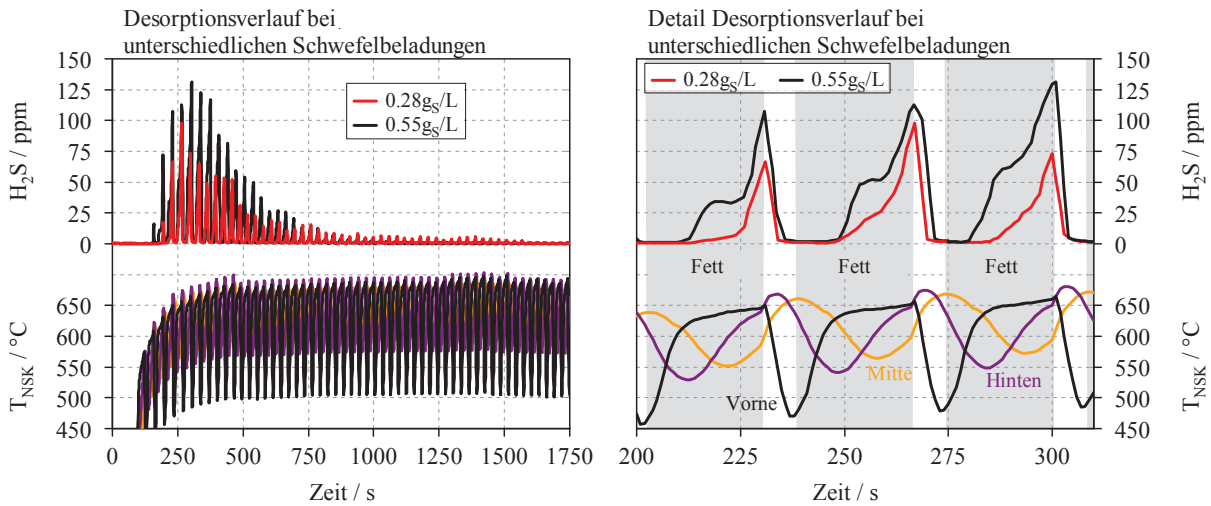 Desorptionsverlauf bei
unterschiedlichen Schwefelbeladungen
H₂S / ppm
150
125
100
75
50
25
0
0.28gₛ/L
0.55gₛ/L
T_NSK / °C
650
600
550
500
450
0 250 500 750 1000 1250 1500 1750
Zeit / s
Detail Desorptionsverlauf bei
unterschiedlichen Schwefelbeladungen
0.28gₛ/L 0.55gₛ/L
150
125
100
75
50
25
0
H₂S / ppm
Fett Fett Fett
650
600
550
500
450
T_NSK / °C
Mitte Hinten
Vorne
200 225 250 275 300
Zeit / s